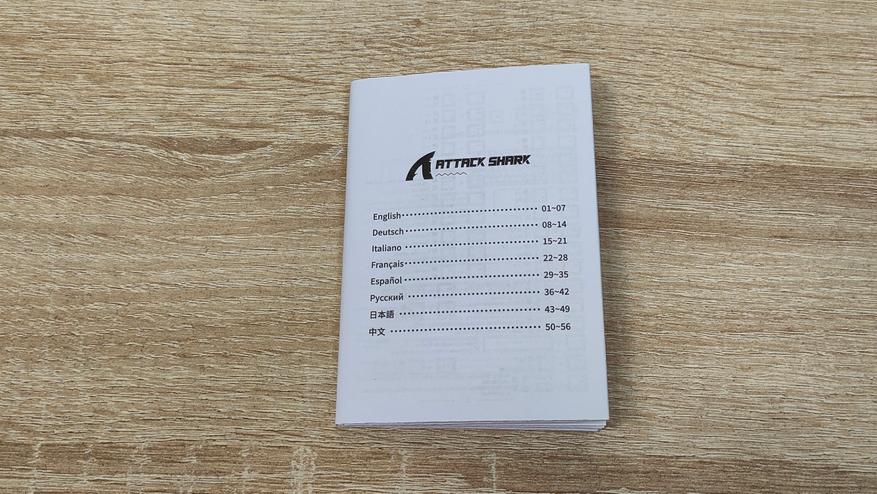 ATTACK SHARK
English 01~07
Deutsch 08~14
Italiano 15~21
Français 22~28
Español 29~35
Русский 36~42
日本語 43~49
中文 50~56